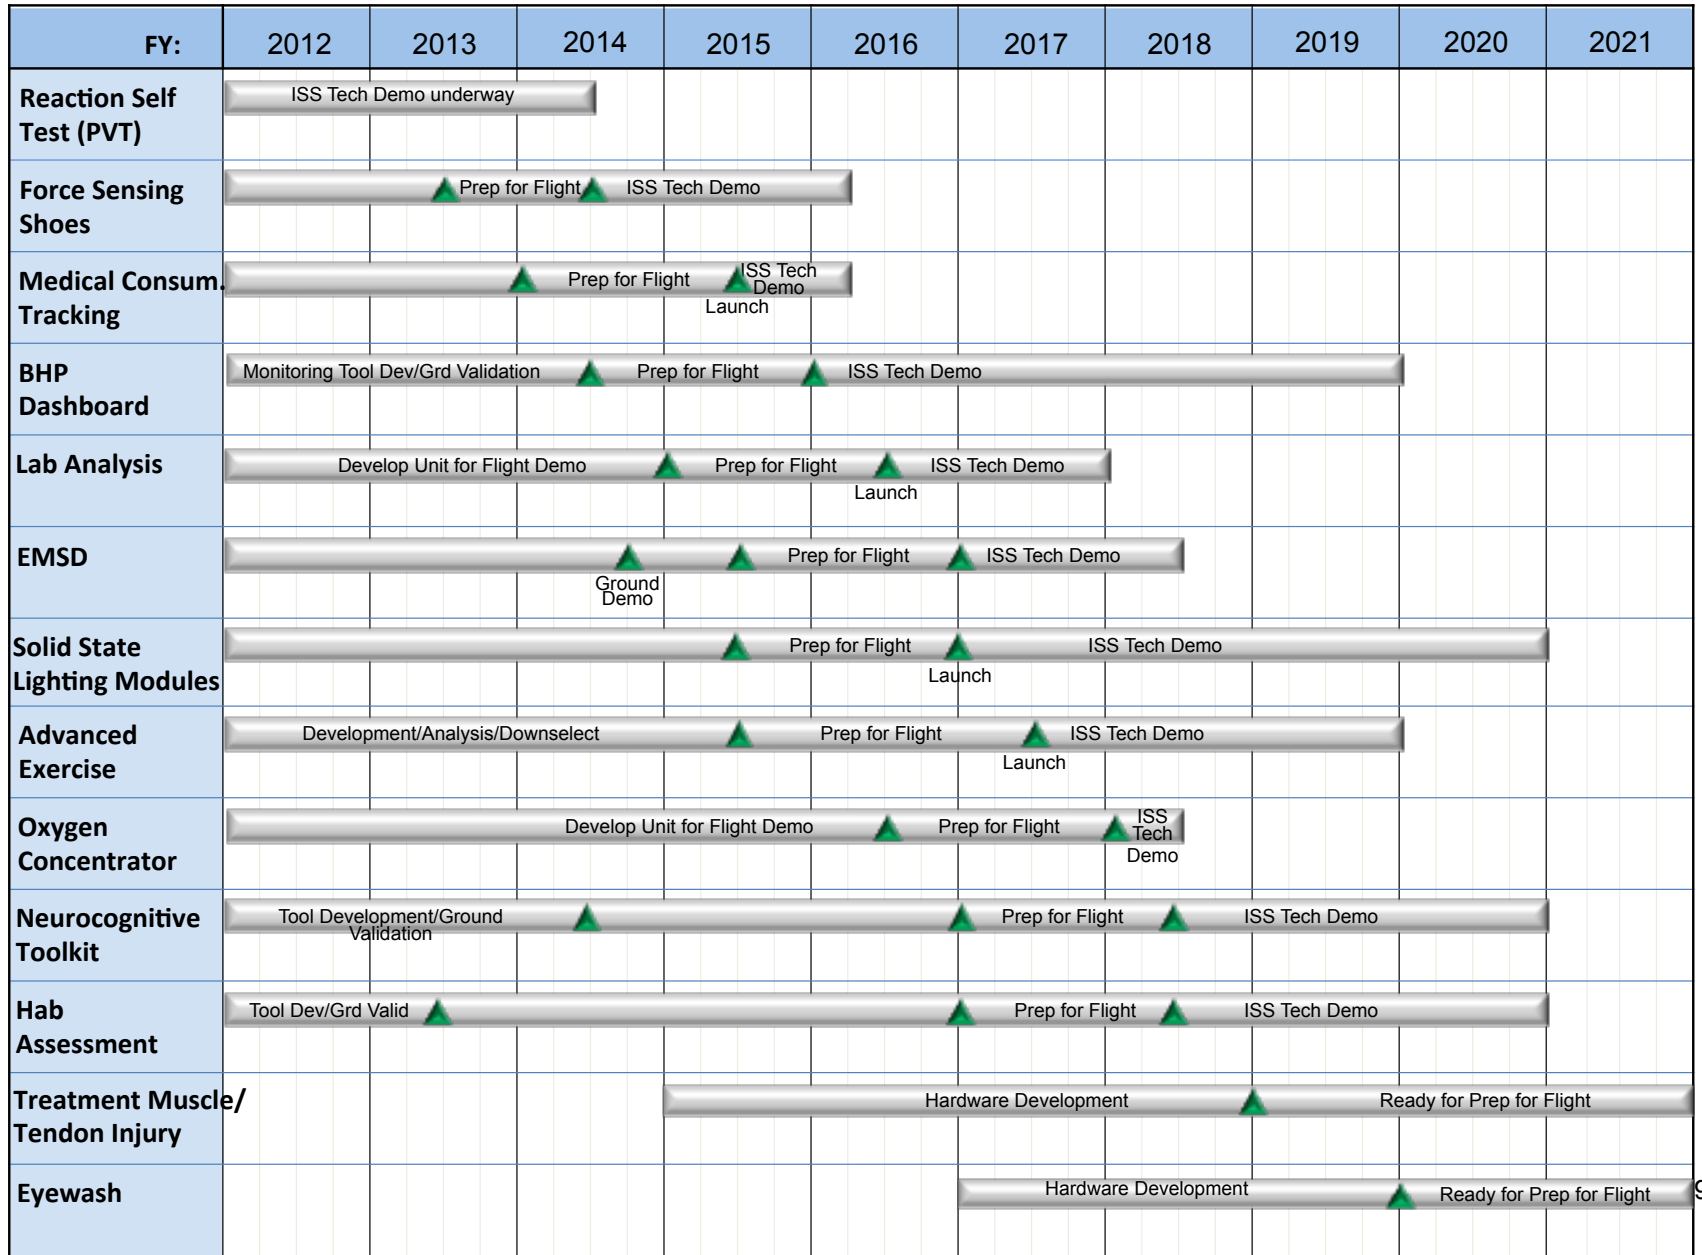 FY: 2012 2013 2014 2015 2016 2017 2018 2019 2020 2021
Reaction Self
Test (PVT)
ISS Tech Demo underway
Force Sensing
Shoes
Prep for Flight ISS Tech Demo
Medical Consum.
Tracking
Prep for Flight
ISS Tech
Demo
Launch
BHP
Dashboard
Monitoring Tool Dev/Grd Validation Prep for Flight ISS Tech Demo
Lab Analysis
Develop Unit for Flight Demo Prep for Flight ISS Tech Demo
Launch
EMSD
Prep for Flight ISS Tech Demo
Ground
Demo
Solid State
Lighting Modules
Prep for Flight ISS Tech Demo
Launch
Advanced
Exercise
Development/Analysis/Downselect Prep for Flight ISS Tech Demo
Launch
Oxygen
Concentrator
Develop Unit for Flight Demo Prep for Flight
ISS
Tech
Demo
Neurocognitive
Toolkit
Tool Development/Ground
Validation
Prep for Flight ISS Tech Demo
Hab
Assessment
Tool Dev/Grd Valid Prep for Flight ISS Tech Demo
Treatment Muscle/
Tendon Injury
Hardware Development Ready for Prep for Flight
Eyewash
Hardware Development Ready for Prep for Flight
9